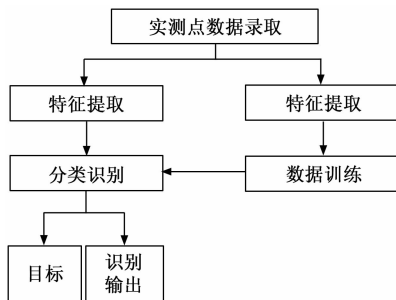 实测点数据录取
特征提取
特征提取
分类识别
数据训练
目标
识别
输出